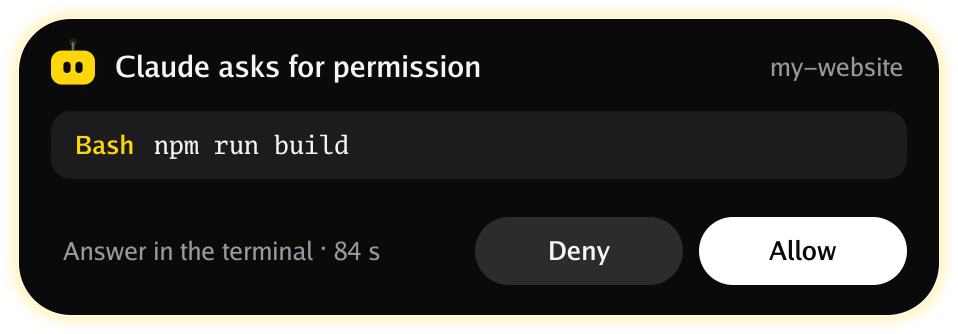 Claude asks for permission
my–website
Bash npm run build
Answer in the terminal · 84 s
Deny
Allow